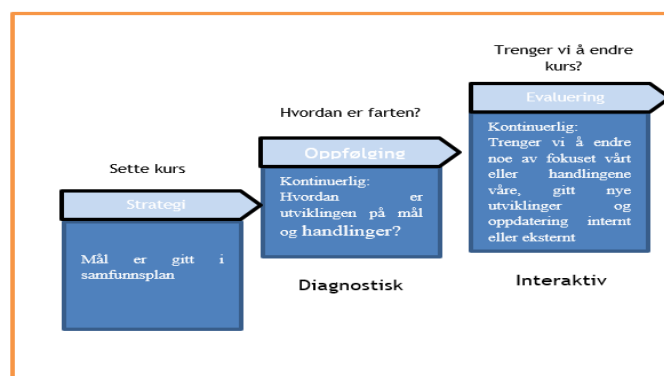 Sette kurs
Strategi
Mål er gitt i
samfunnsplan
Hvordan er farten?
Oppfølging
Kontinuerlig:
Hvordan er
utviklingen på mål
og handlinger?
Diagnostisk
Trenger vi å endre
kurs?
Evaluering
Kontinuerlig:
Trenger vi å endre
noe av fokuset vårt
eller handlingene
våre, gitt nye
utviklinger og
oppdatering internt
eller eksternt
Interaktiv